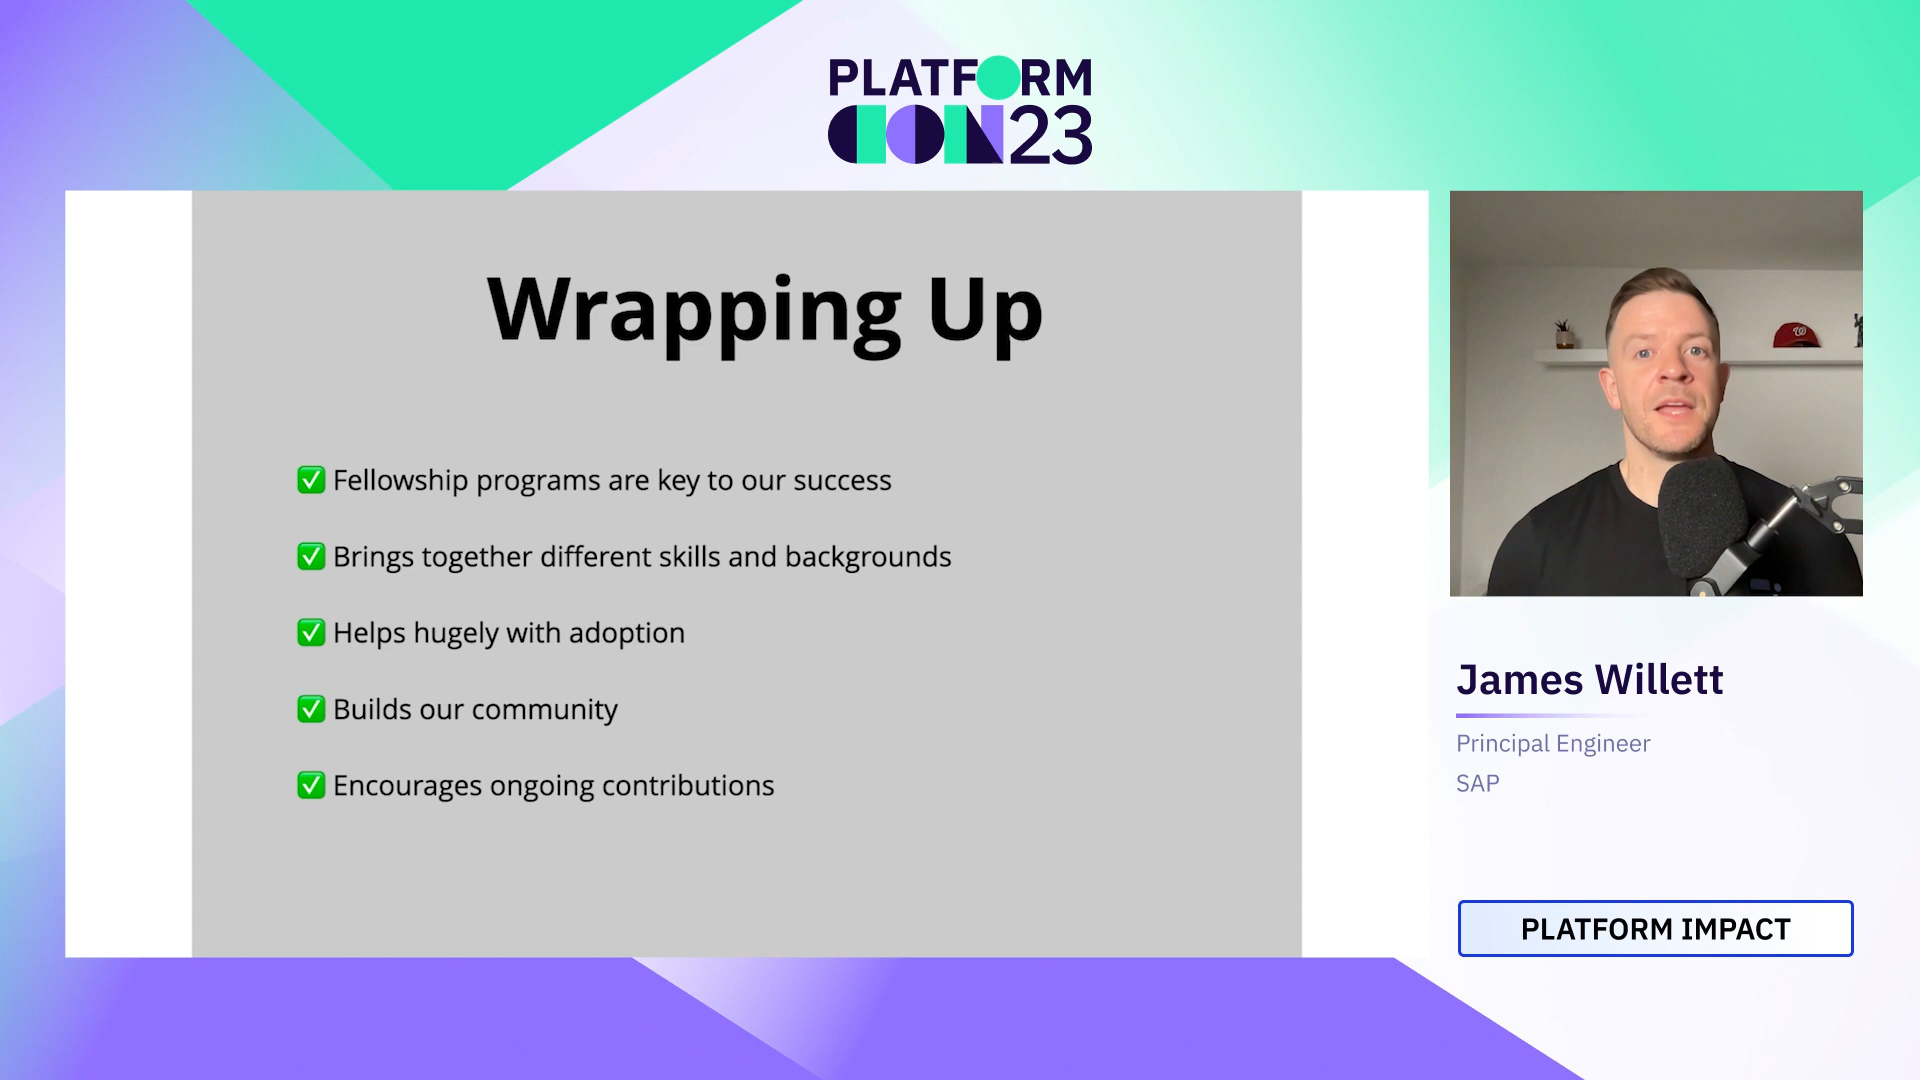 PLATFORM
CON23
Wrapping Up
✅ Fellowship programs are key to our success
✅ Brings together different skills and backgrounds
✅ Helps hugely with adoption
✅ Builds our community
✅ Encourages ongoing contributions
W
James Willett
Principal Engineer
SAP
PLATFORM IMPACT